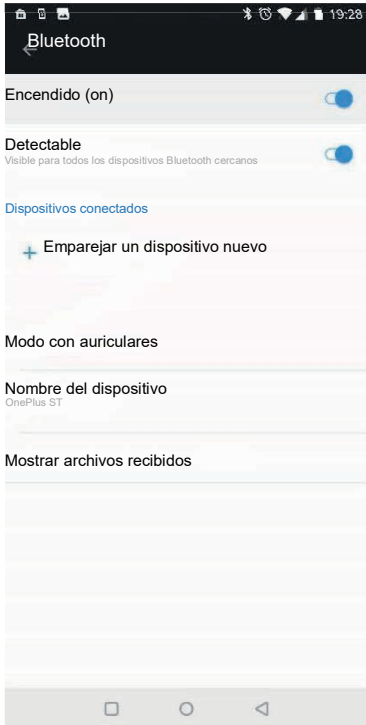 19:28
Bluetooth
Encendido (on)
Detectable
Visible para todos los dispositivos Bluetooth cercanos
Dispositivos conectados
+ Emparejar un dispositivo nuevo
Modo con auriculares
Nombre del dispositivo
OnePlus ST
Mostrar archivos recibidos